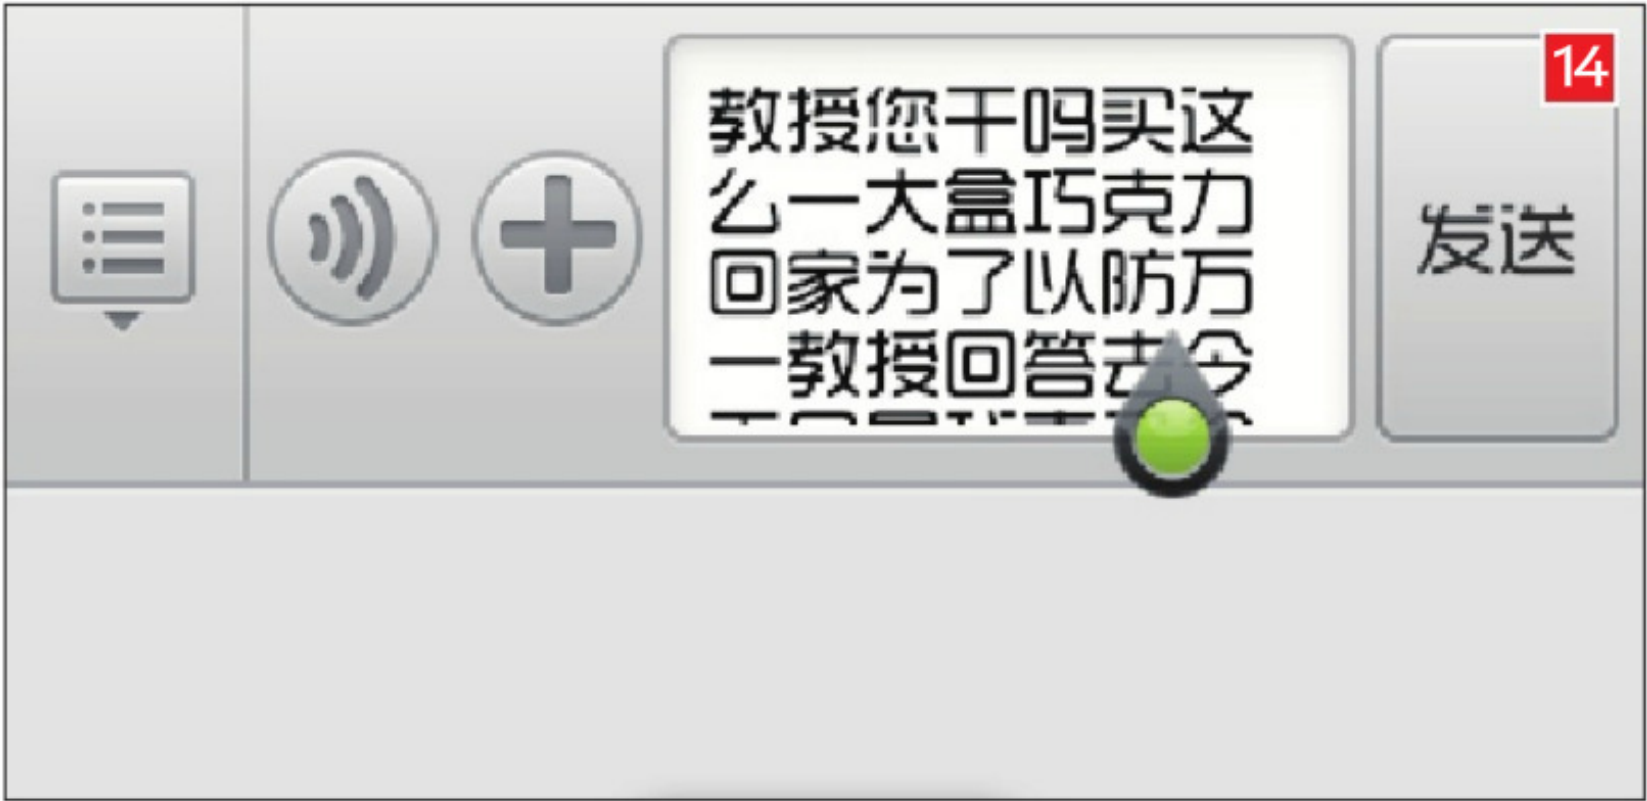 教授您干吗买这
么一大盒巧克力
回家为了以防万
一教授回答
发送
14